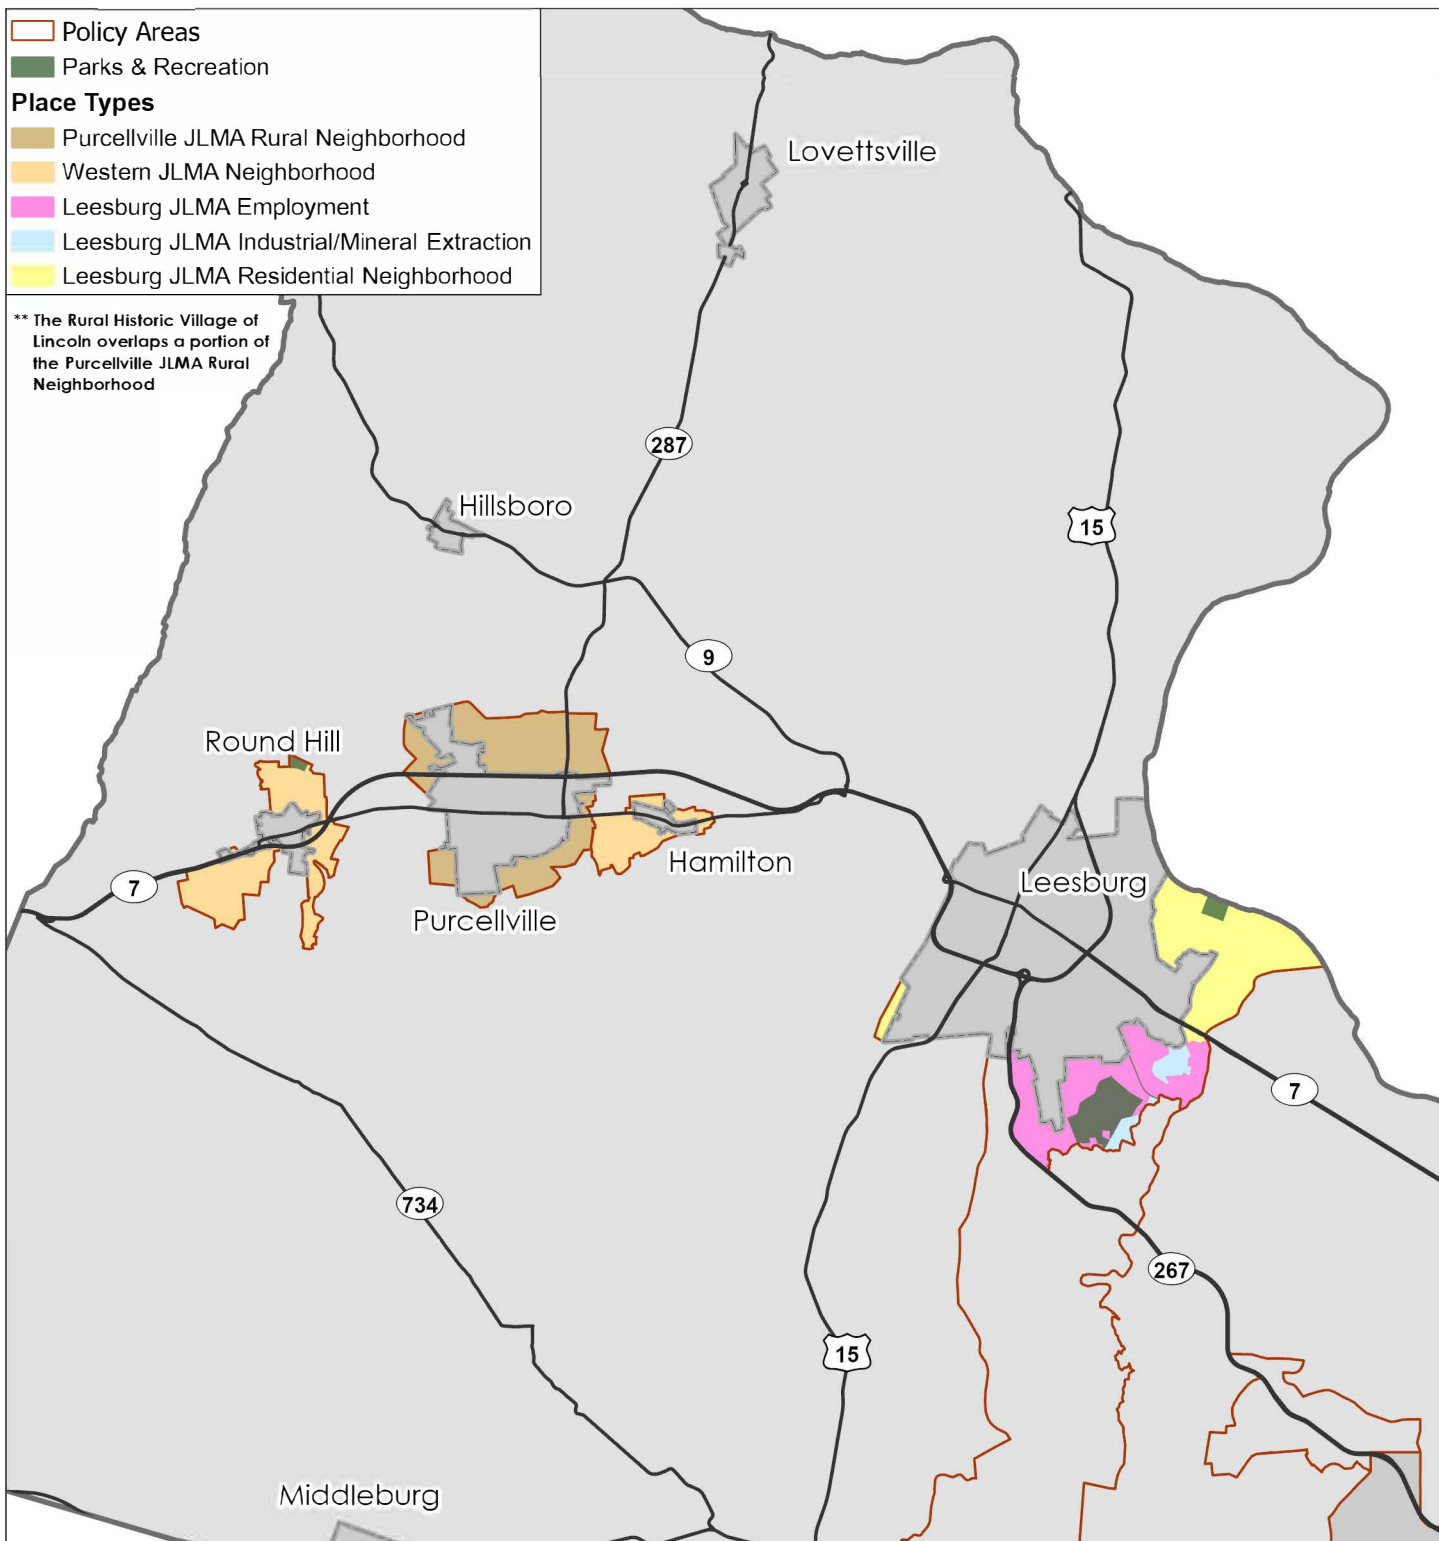 Policy Areas
Parks & Recreation
Place Types
Purcellville JLMA Rural Neighborhood
Western JLMA Neighborhood
Leesburg JLMA Employment
Leesburg JLMA Industrial/Mineral Extraction
Leesburg JLMA Residential Neighborhood
** The Rural Historic Village of
Lincoln overlaps a portion of
the Purcellville JLMA Rural
Neighborhood
Lovettsville
287
Hillsboro
15
9
Round Hill
Hamilton
Leesburg
7
Purcellville
7
734
267
15
Middleburg